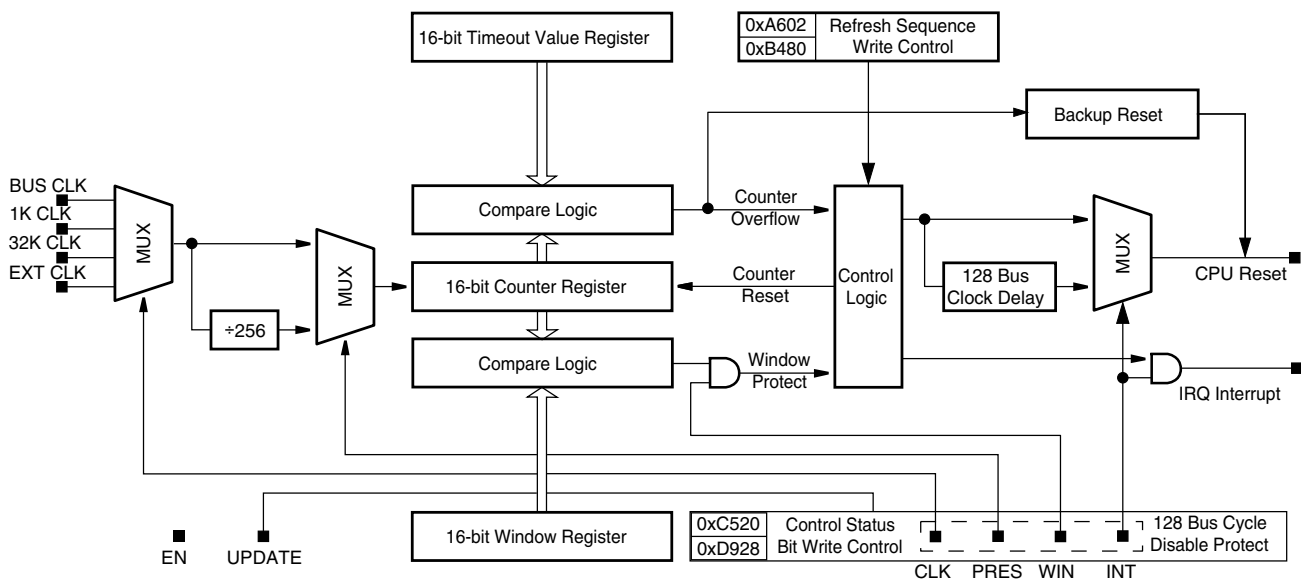 16-bit Timeout Value Register
0xA602
0xB480
Refresh Sequence
Write Control
Backup Reset
BUS CLK
1K CLK
32K CLK
EXT CLK
MUX
÷256
MUX
Compare Logic
16-bit Counter Register
Compare Logic
16-bit Window Register
Counter
Overflow
Counter
Reset
Window
Protect
Control
Logic
128 Bus
Clock Delay
MUX
CPU Reset
IRQ Interrupt
EN
UPDATE
0xC520
0xD928
Control Status
Bit Write Control
128 Bus Cycle
Disable Protect
CLK
PRES
WIN
INT